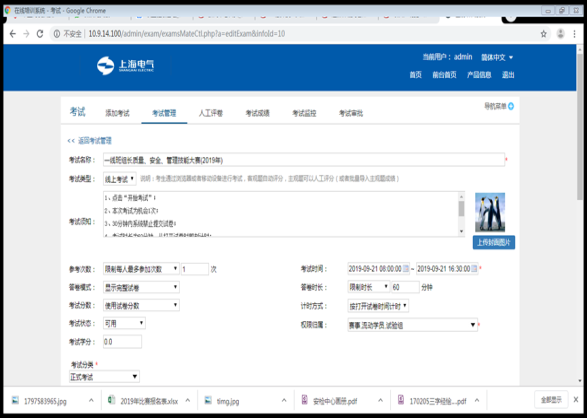 在线培训系统 - 考试 - Google Chrome
不安全 | 10.9.14.100/admin/exam/examsMateCtl.php?a=editExam&infoId=10
上海电气
SHANGHAI ELECTRIC
当前用户： admin 简体中文
首页 前台首页 产品信息 退出
考试 添加考试 考试管理 人工评卷 考试成绩 考试监控 考试审批 导航菜单
<< 返回考试管理
考试名称： 一线班组长质量、安全、管理技能大赛(2019年) *
考试类型： 线上考试 说明：考生通过浏览器或者移动设备进行考试，客观题自动评分，主观题可以人工评分（或者批量导入主观题成绩）
考试须知：
1、点击“开始考试”；
2、本次考试为机会1次；
3、30分钟内系统禁止提交试卷；
上传封面图片
参考次数： 限制每人最多参加次数 1 次 考试时间： 2019-09-21 08:00:00 - 2019-09-21 16:30:00 *
答卷模式： 显示完整试卷 答卷时长： 限制时长 60 分钟
考试分数： 使用试卷分数 计时方式： 按打开试卷时间计时
考试状态： 可用 权限归属： 赛事,流动学员,试验组 *
考试学分： 0.0
考试分类 *
正式考试
1797583965.jpg 2019年比赛报名表.xlsx timg.jpg 安检中心画册.pdf 170205三字经绘....pdf 全部显示